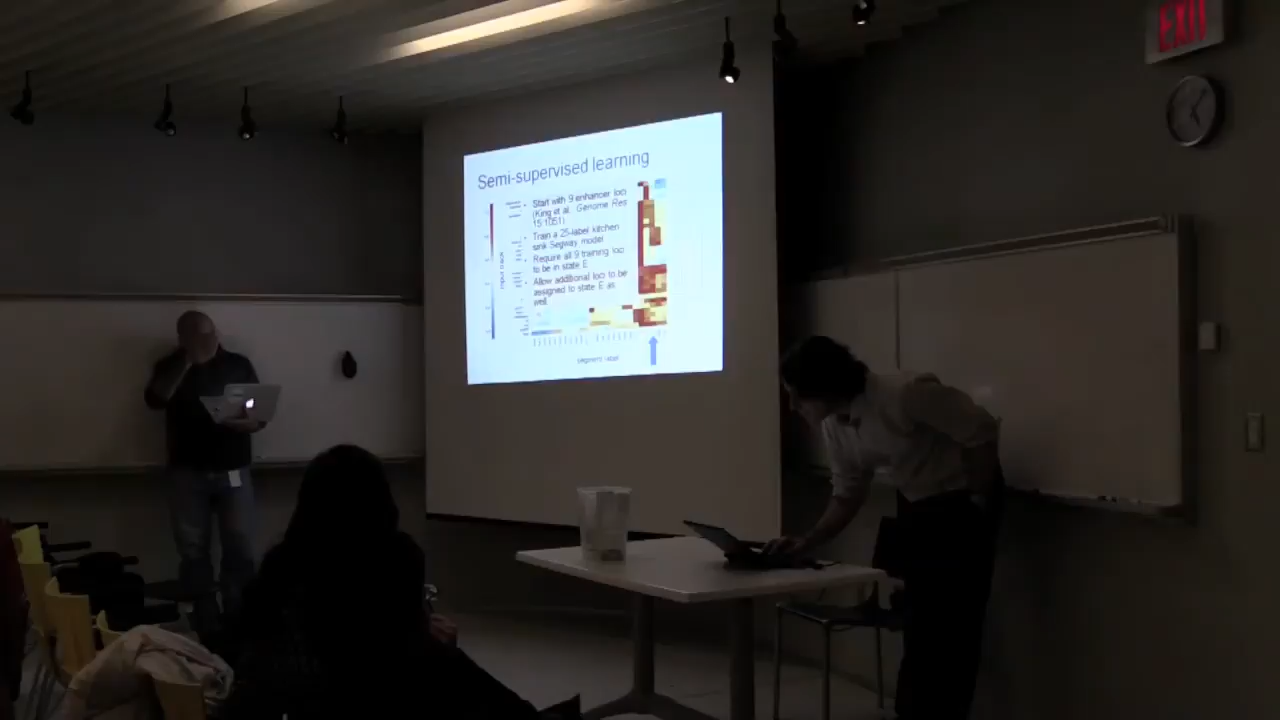 EXIT
Semi-supervised learning
• Start with 9 enhancer loci
(King et al. Genome Res
15:1051)
• Train a 25-label kitchen
sink Segway model
• Require all 9 training loci
to be in state E
• Allow additional loci to be
assigned to state E as
well
input track
segment label